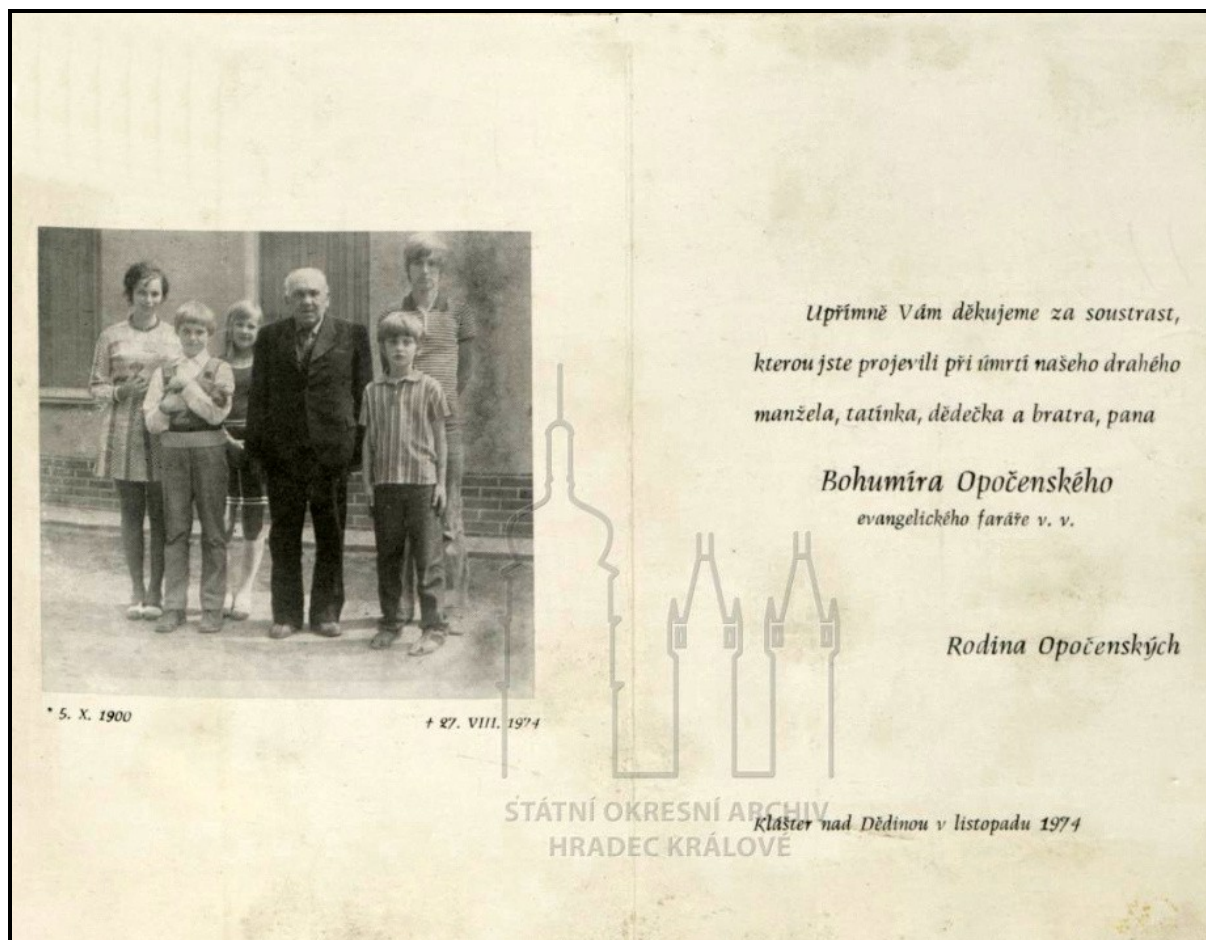 * 5. X. 1900
† 27. VIII. 1974
Upřímně Vám děkujeme za soustrast,
kterou jste projevili při úmrtí našeho drahého
manžela, tatínka, dědečka a bratra, pana
Bohumíra Opočenského
evangelického faráře v. v.
Rodina Opočenských
Klášter nad Dědinou v listopadu 1974
STÁTNÍ OKRESNÍ ARCHIV
HRADEC KRÁLOVÉ